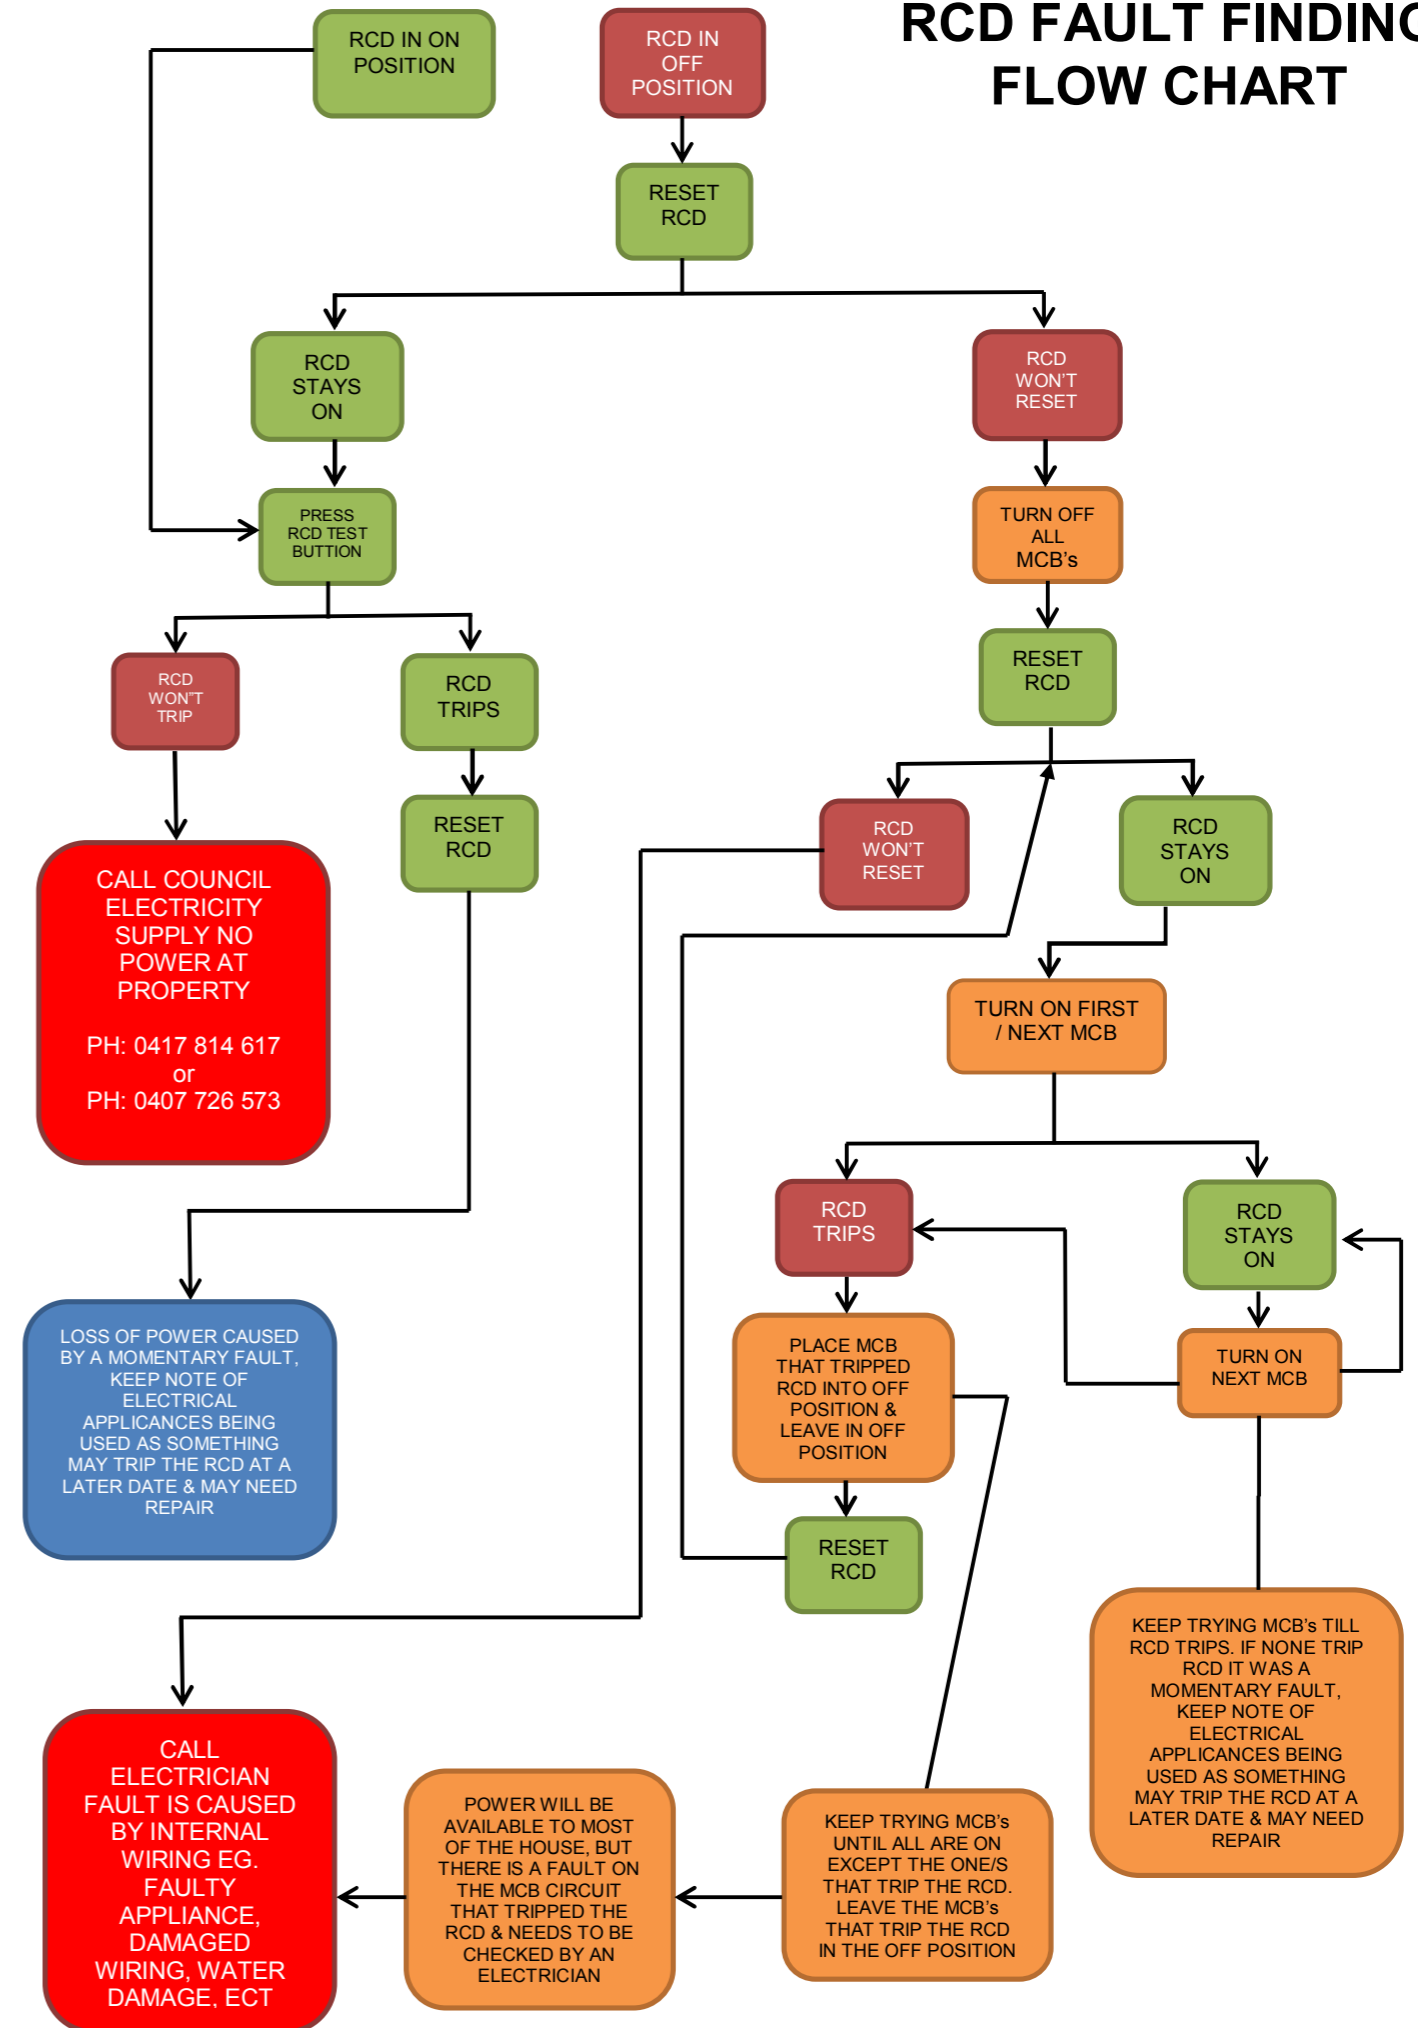 RCD FAULT FINDING
FLOW CHART
RCD IN ON
POSITION
RCD IN
OFF
POSITION
RESET
RCD
RCD
STAYS
ON
RCD
WON'T
RESET
PRESS
RCD TEST
BUTTION
TURN OFF
ALL
MCB's
RESET
RCD
RCD
WON"T
TRIP
RCD
TRIPS
RESET
RCD
RCD
WON'T
RESET
RCD
STAYS
ON
CALL COUNCIL
ELECTRICITY
SUPPLY NO
POWER AT
PROPERTY
PH: 0417 814 617
or
PH: 0407 726 573
TURN ON FIRST
/ NEXT MCB
RCD
TRIPS
RCD
STAYS
ON
LOSS OF POWER CAUSED
BY A MOMENTARY FAULT,
KEEP NOTE OF
ELECTRICAL
APPLICANCES BEING
USED AS SOMETHING
MAY TRIP THE RCD AT A
LATER DATE & MAY NEED
REPAIR
PLACE MCB
THAT TRIPPED
RCD INTO OFF
POSITION &
LEAVE IN OFF
POSITION
TURN ON
NEXT MCB
RESET
RCD
KEEP TRYING MCB's TILL
RCD TRIPS. IF NONE TRIP
RCD IT WAS A
MOMENTARY FAULT,
KEEP NOTE OF
ELECTRICAL
APPLICANCES BEING
USED AS SOMETHING
MAY TRIP THE RCD AT A
LATER DATE & MAY NEED
REPAIR
CALL
ELECTRICIAN
FAULT IS CAUSED
BY INTERNAL
WIRING EG.
FAULTY
APPLIANCE,
DAMAGED
WIRING, WATER
DAMAGE, ECT
POWER WILL BE
AVAILABLE TO MOST
OF THE HOUSE, BUT
THERE IS A FAULT ON
THE MCB CIRCUIT
THAT TRIPPED THE
RCD & NEEDS TO BE
CHECKED BY AN
ELECTRICIAN
KEEP TRYING MCB's
UNTIL ALL ARE ON
EXCEPT THE ONE/S
THAT TRIP THE RCD.
LEAVE THE MCB's
THAT TRIP THE RCD
IN THE OFF POSITION